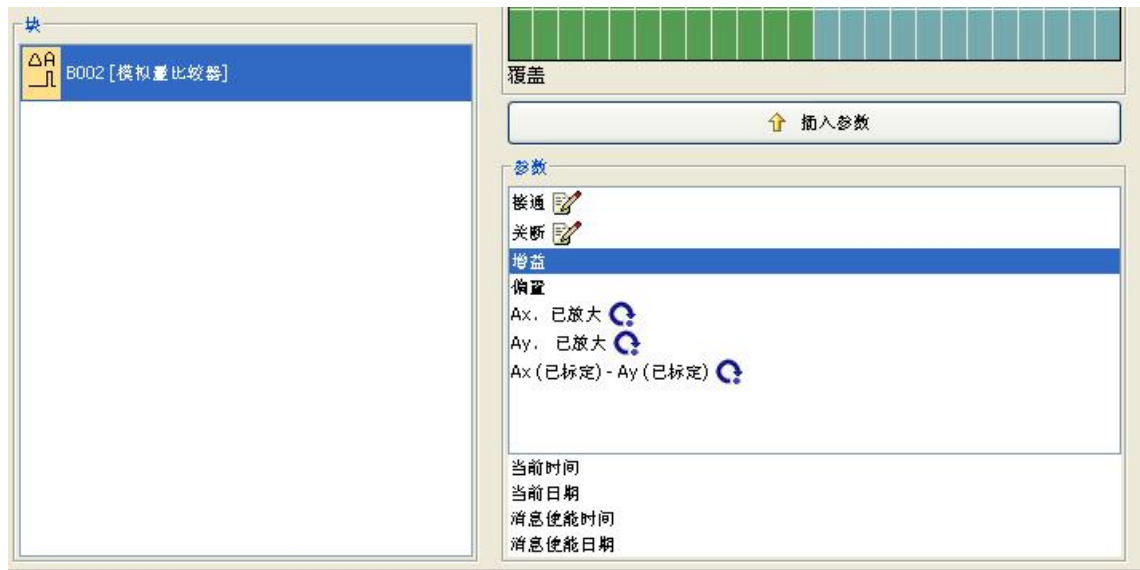 块
ΔA
B002 [模拟量比较器]
覆盖
插入参数
参数
接通
关断
增益
偏置
Ax，已放大
Ay，已放大
Ax (已标定) - Ay (已标定)
当前时间
当前日期
消息使能时间
消息使能日期